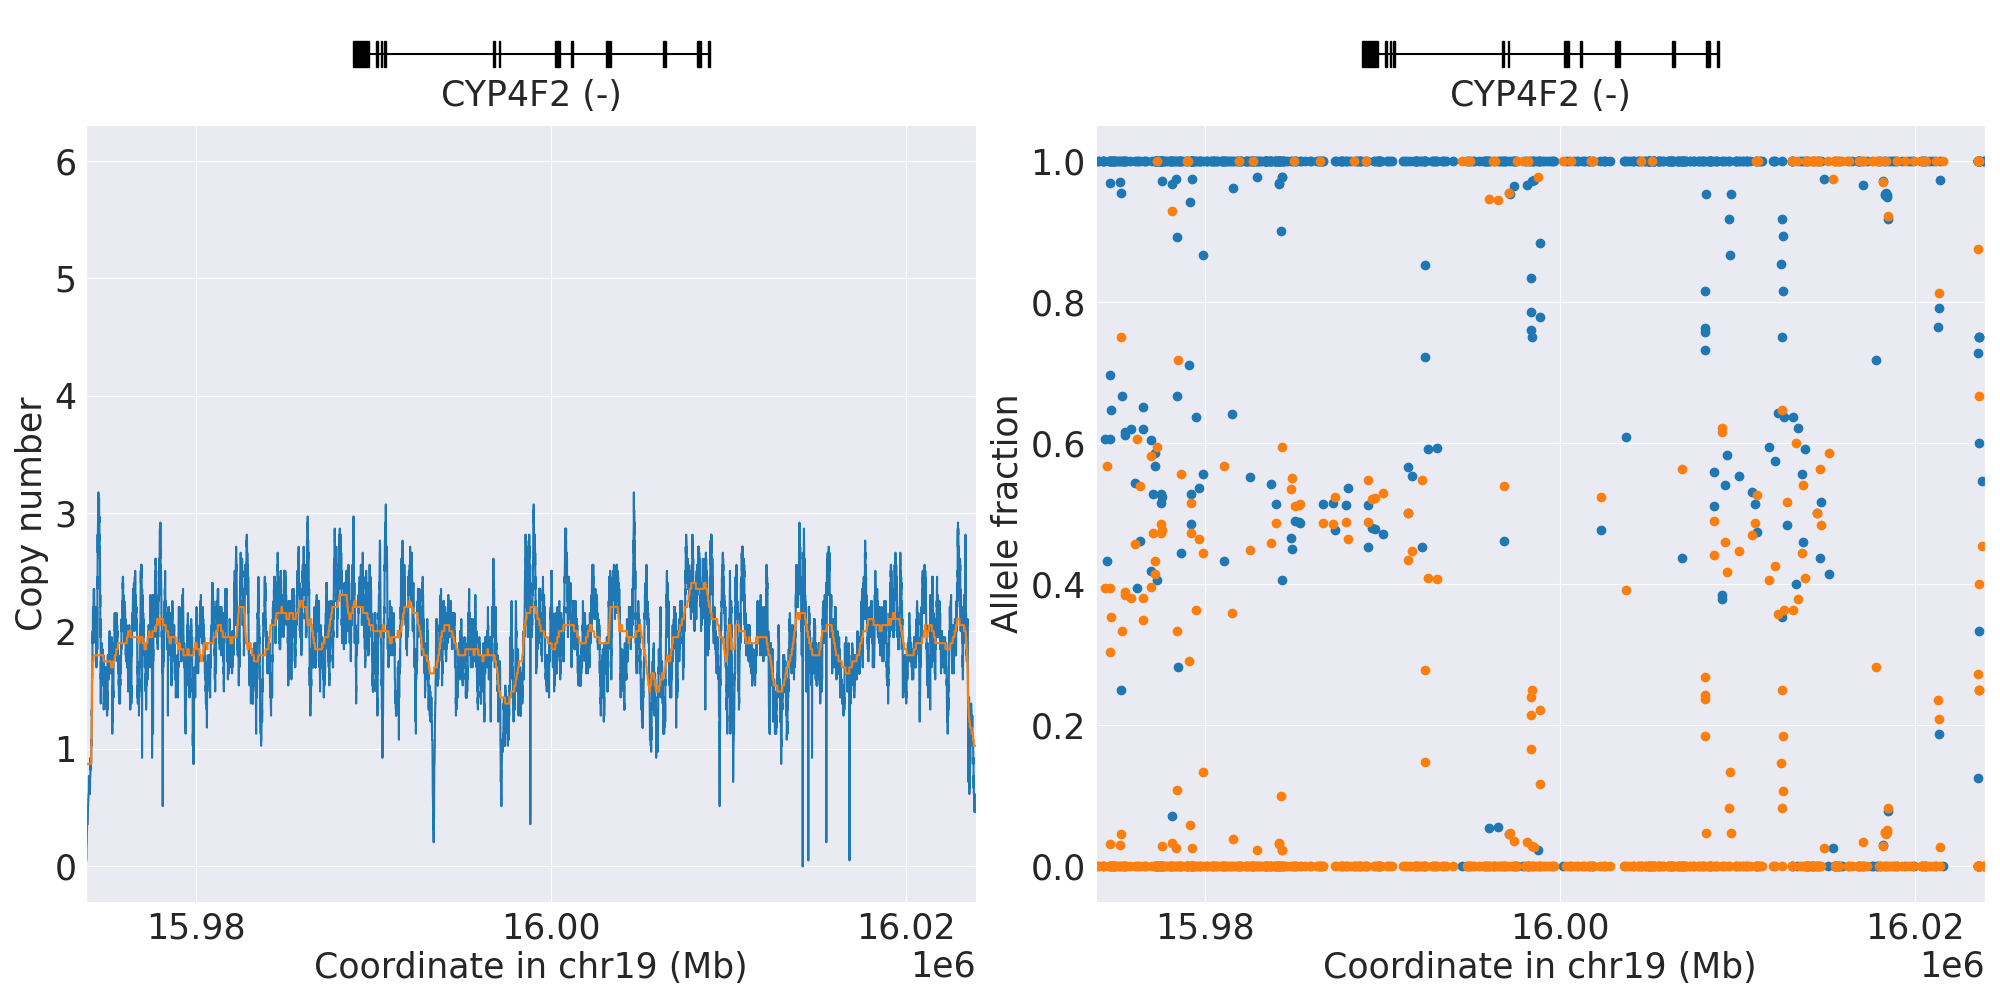 CYP4F2 (-)
6
5
4
3
2
1
0
Copy number
15.98
16.00
16.02
Coordinate in chr19 (Mb)
1e6
CYP4F2 (-)
1.0
0.8
0.6
0.4
0.2
0.0
Allele fraction
15.98
16.00
16.02
Coordinate in chr19 (Mb)
1e6